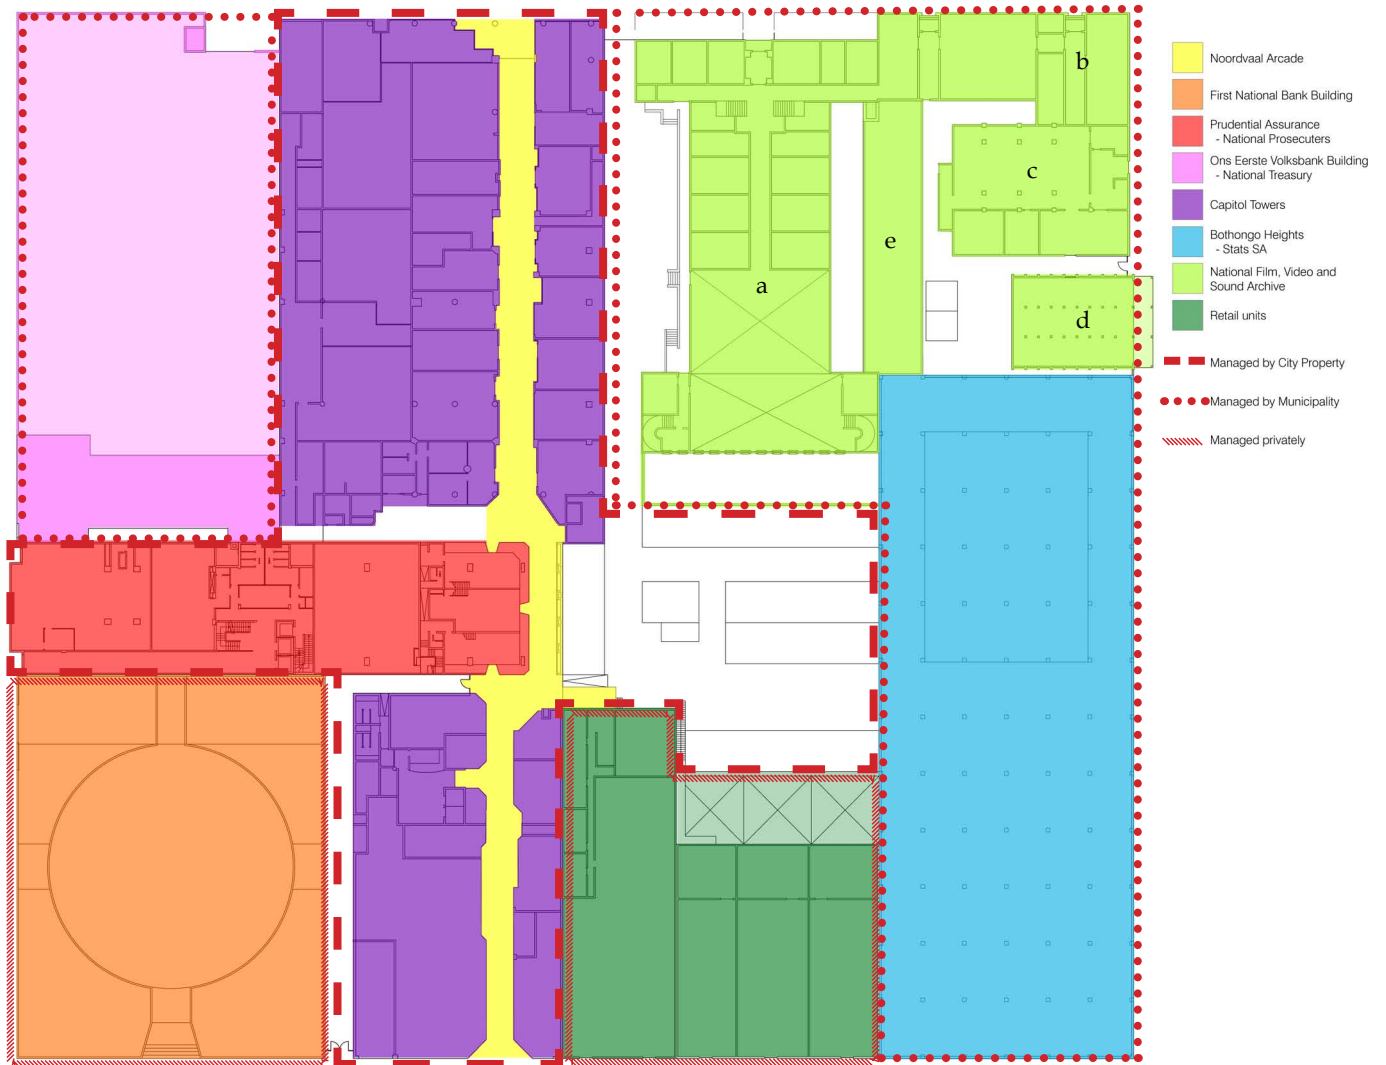 b
c
a
e
d
Noordvaal Arcade
First National Bank Building
Prudential Assurance
- National Prosecuters
Ons Eerste Volksbank Building
- National Treasury
Capitol Towers
Bothongo Heights
- Stats SA
National Film, Video and
Sound Archive
Retail units
Managed by City Property
Managed by Municipality
Managed privately